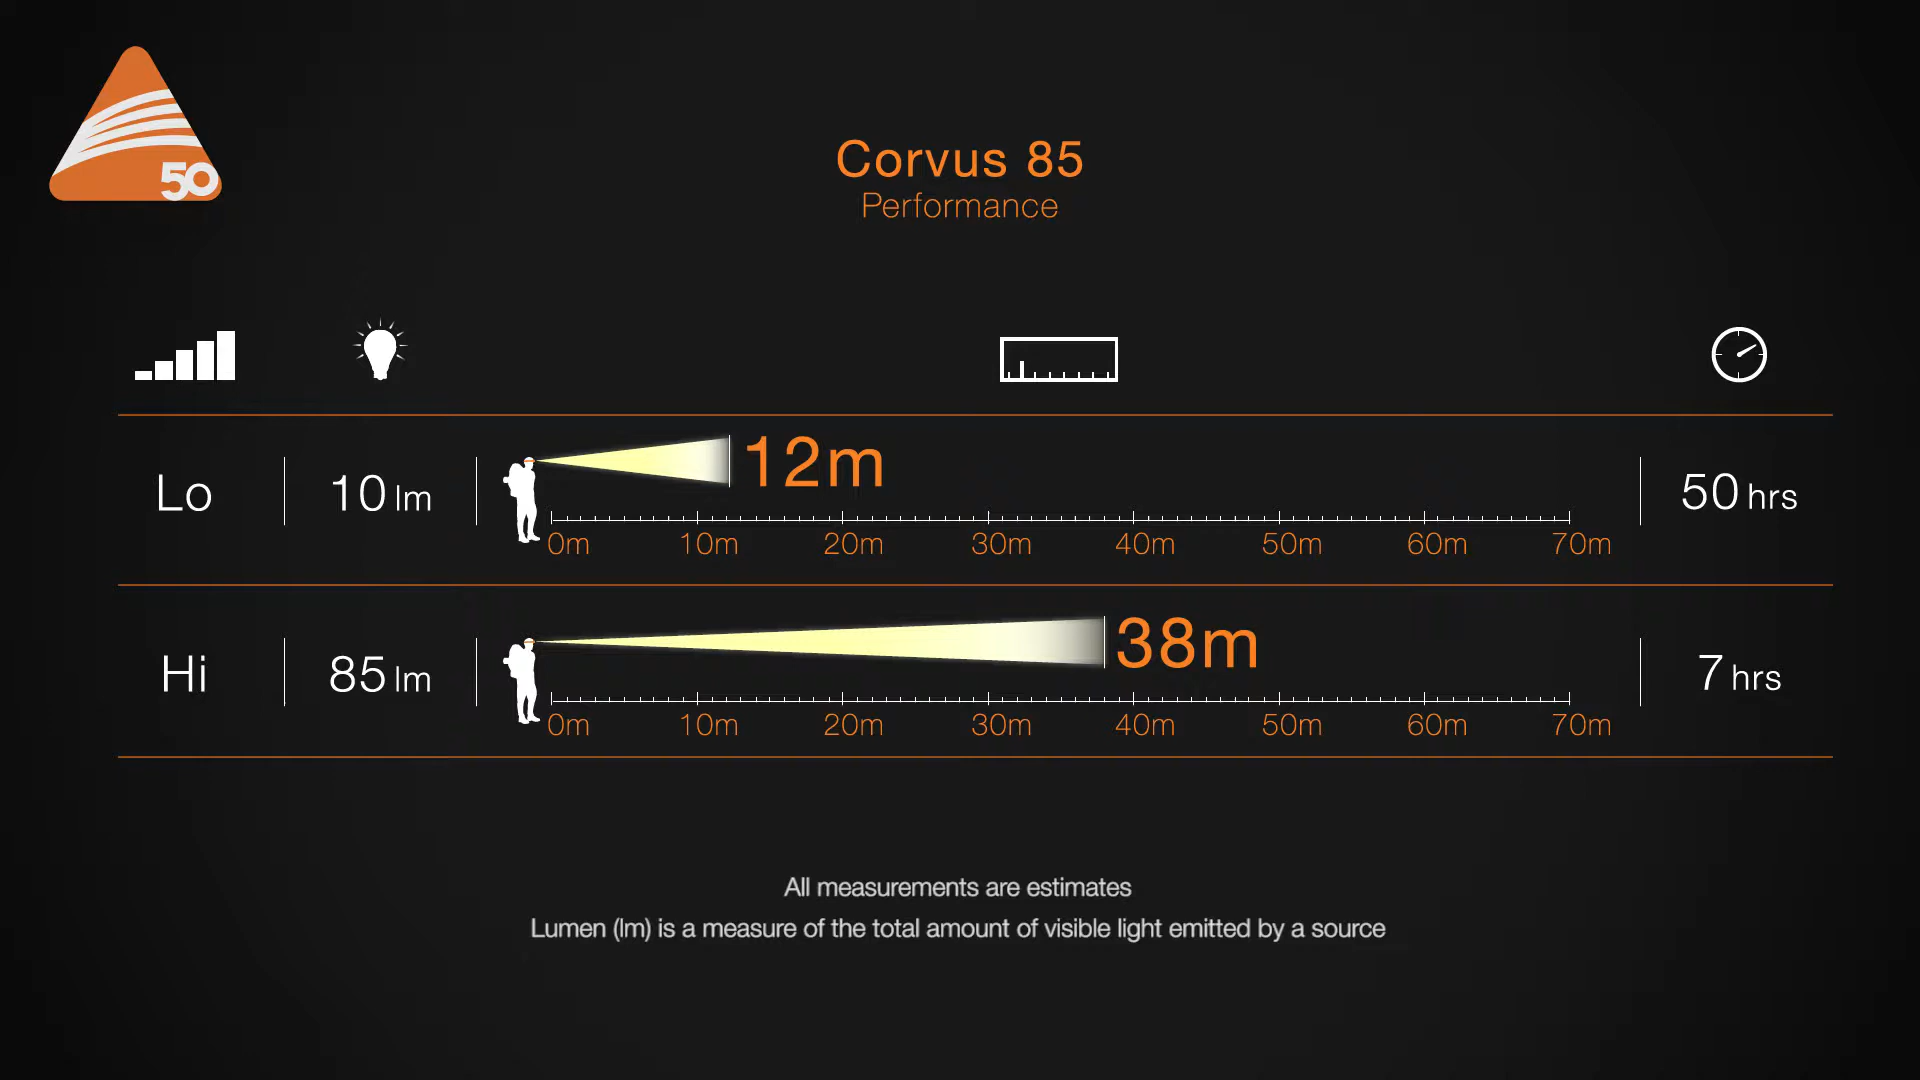 50
Corvus 85
Performance
Lo 10 lm 12m 50 hrs
0m 10m 20m 30m 40m 50m 60m 70m
Hi 85 lm 38m 7 hrs
0m 10m 20m 30m 40m 50m 60m 70m
All measurements are estimates
Lumen (lm) is a measure of the total amount of visible light emitted by a source